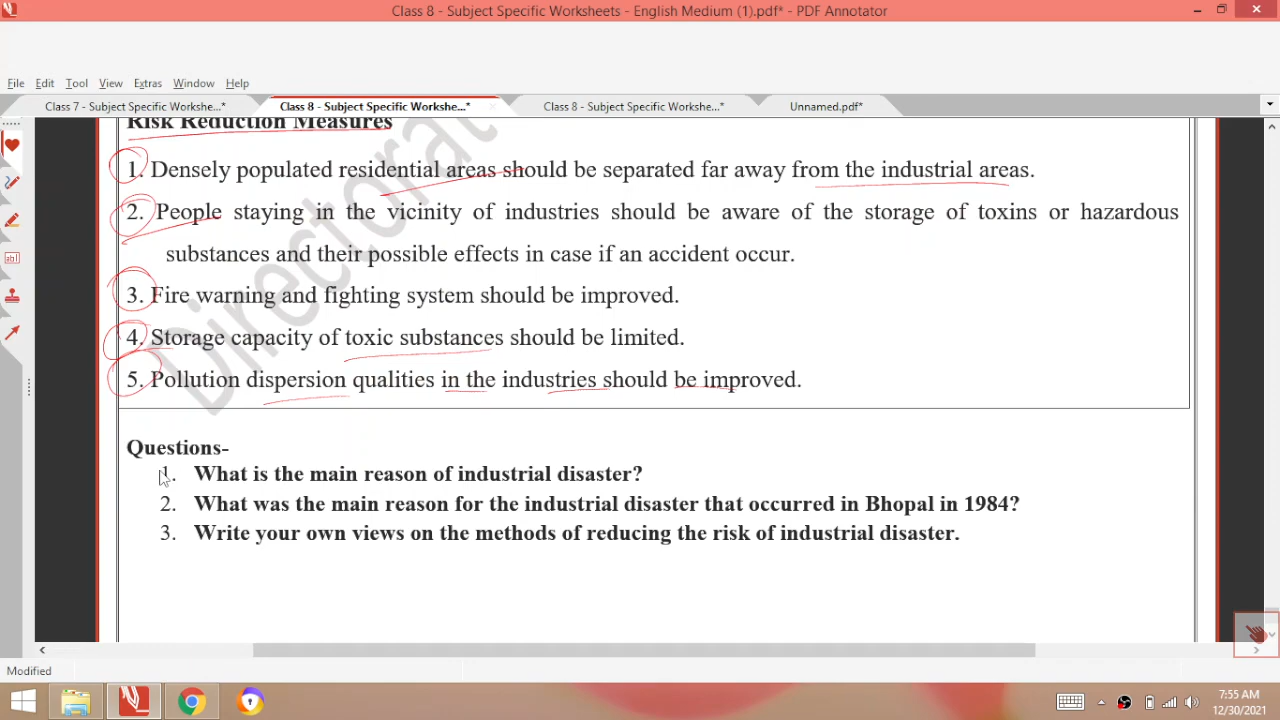 Class 8 - Subject Specific Worksheets - English Medium (1).pdf* - PDF Annotator
File Edit Tool View Extras Window Help
Class 7 - Subject Specific Workshe...* Class 8 - Subject Specific Workshe...* Class 8 - Subject Specific Workshe...* Unnamed.pdf*
Risk Reduction Measures
1. Densely populated residential areas should be separated far away from the industrial areas.
2. People staying in the vicinity of industries should be aware of the storage of toxins or hazardous
substances and their possible effects in case if an accident occur.
3. Fire warning and fighting system should be improved.
4. Storage capacity of toxic substances should be limited.
5. Pollution dispersion qualities in the industries should be improved.
Directorat
Questions-
1. What is the main reason of industrial disaster?
2. What was the main reason for the industrial disaster that occurred in Bhopal in 1984?
3. Write your own views on the methods of reducing the risk of industrial disaster.
Modified
7:55 AM
12/30/2021